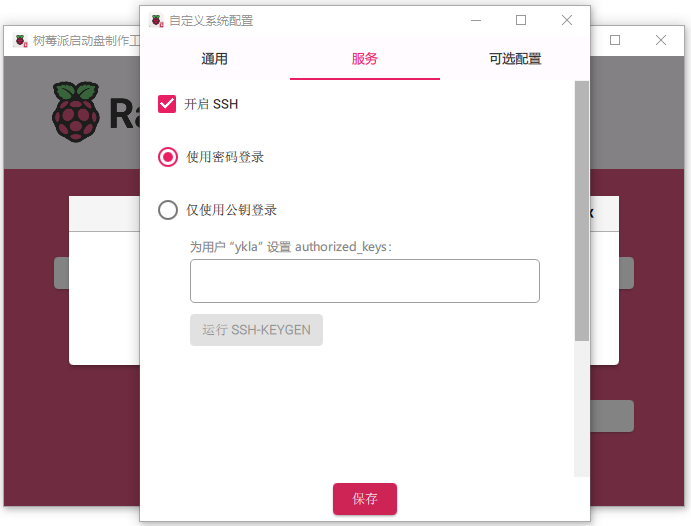 树莓派启动盘制作工
自定义系统配置
Ra
通用
服务
可选配置
开启 SSH
使用密码登录
仅使用公钥登录
为用户 “ykla” 设置 authorized_keys：
运行 SSH-KEYGEN
保存